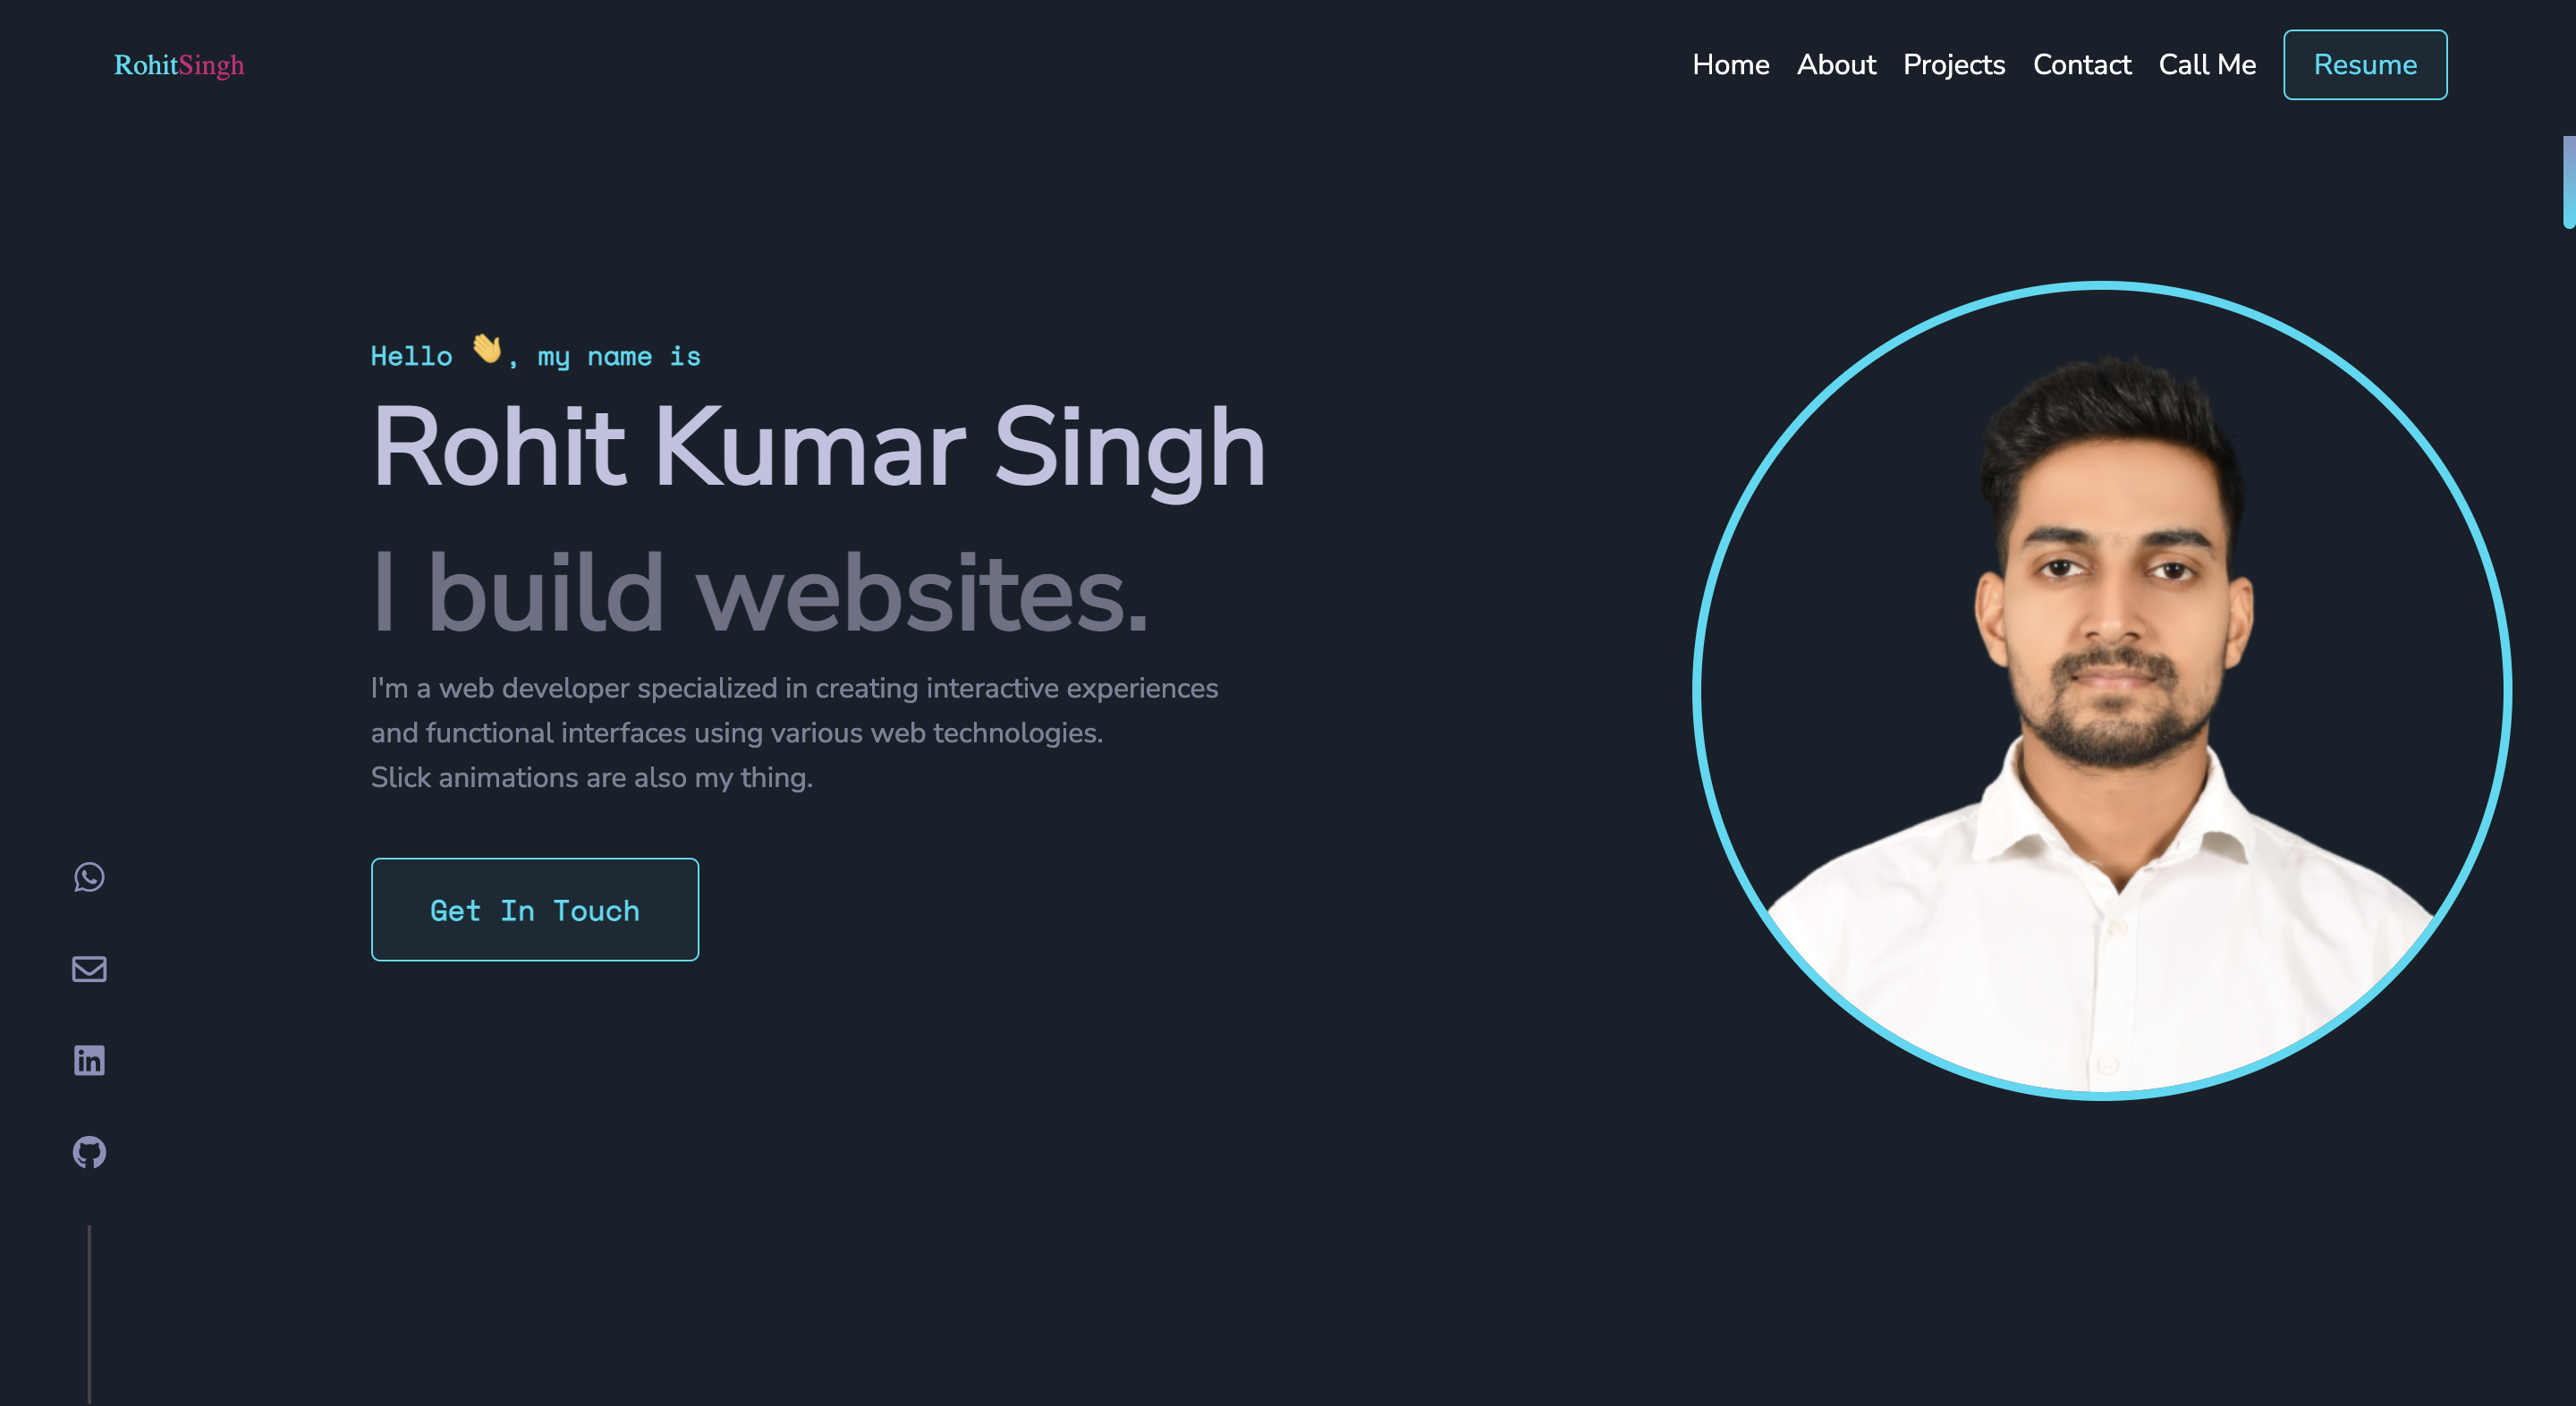 RohitSingh
Home About Projects Contact Call Me Resume
Hello 👋, my name is
Rohit Kumar Singh
I build websites.
I'm a web developer specialized in creating interactive experiences
and functional interfaces using various web technologies.
Slick animations are also my thing.
Get In Touch